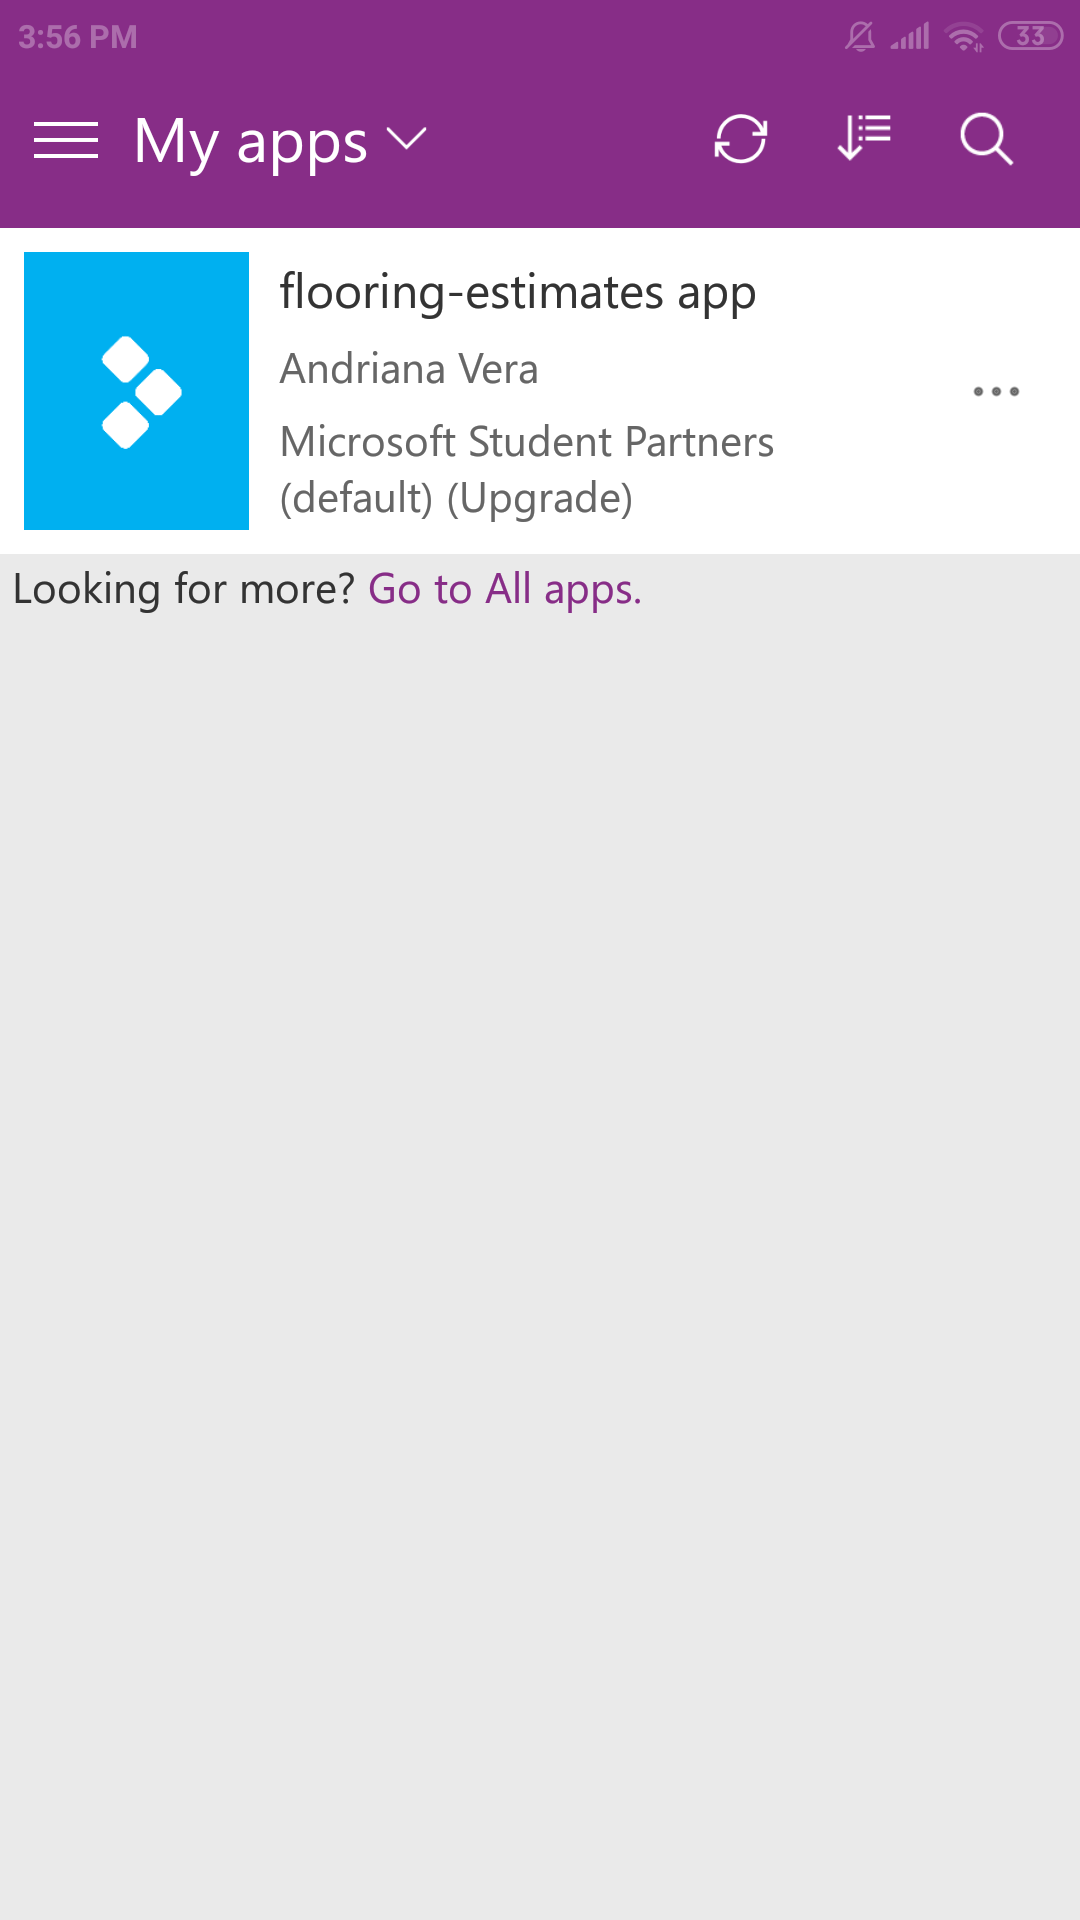 3:56 PM
33
My apps
flooring-estimates app
Andriana Vera
Microsoft Student Partners
(default) (Upgrade)
Looking for more? Go to All apps.